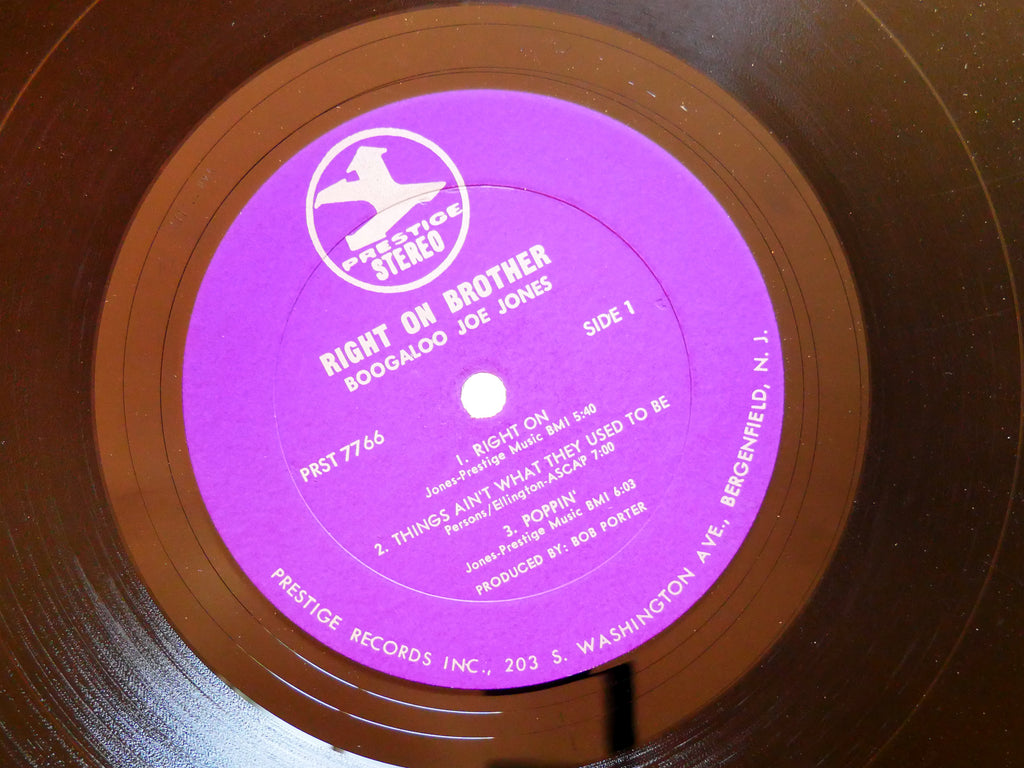 PRESTIGE
STEREO
RIGHT ON BROTHER
BOOGALOO JOE JONES
SIDE 1
PRST 7766
1. RIGHT ON
Jones-Prestige Music BMI 5:40
2. THINGS AIN'T WHAT THEY USED TO BE
Persons/Ellington-ASCAP 7:00
3. POPPIN'
Jones-Prestige Music BMI 6:03
PRODUCED BY: BOB PORTER
PRESTIGE RECORDS INC., 203 S. WASHINGTON AVE., BERGENFIELD, N. J.